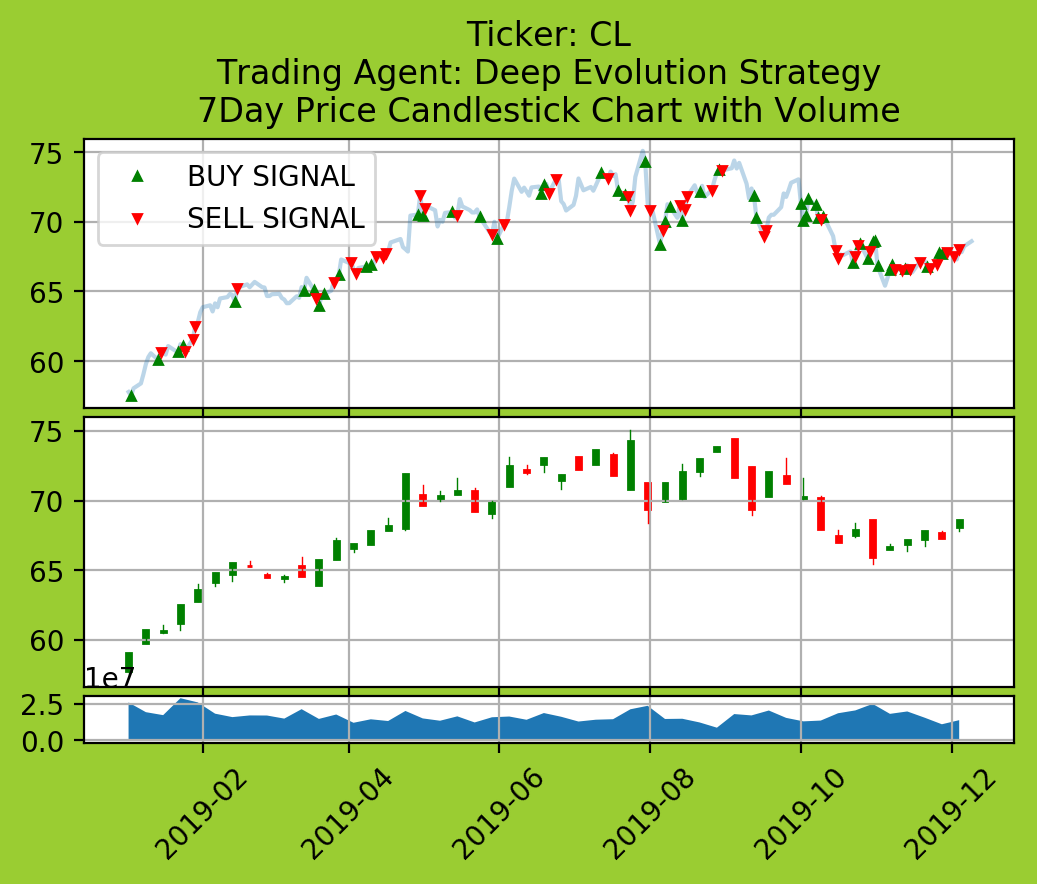 Ticker: CL
Trading Agent: Deep Evolution Strategy
7Day Price Candlestick Chart with Volume
75
70
65
60
BUY SIGNAL
SELL SIGNAL
75
70
65
60
1e7
2.5
0.0
2019-02
2019-04
2019-06
2019-08
2019-10
2019-12